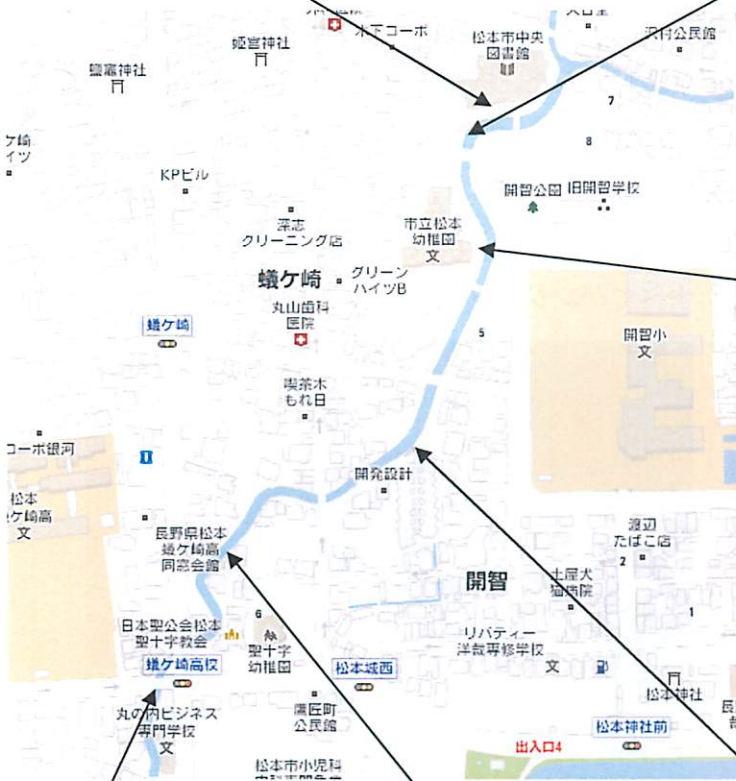 木下コーポ
松本市中央
図書館
沢村公民館
姫宮神社
鹽竈神社
7
8
KPビル
開智公園
旧開智学校
深志
クリーニング店
市立松本
幼稚園
文
蟻ケ崎
グリーン
ハイツB
丸山歯科
医院
蟻ケ崎
5
開智小
文
喫茶木
もれ日
コーポ銀河
開発設計
松本
蟻ケ崎高
文
長野県松本
蟻ケ崎高
同窓会館
渡辺
たばこ店
2
開智
土屋犬
猫病院
1
日本聖公会松本
聖十字教会
6
聖十字
幼稚園
リバティー
洋裁専修学校
文
蟻ケ崎高校
松本城西
松本神社
丸の内ビジネス
専門学校
文
鷹匠町
公民館
松本神社前
出入口4
松本市小児科